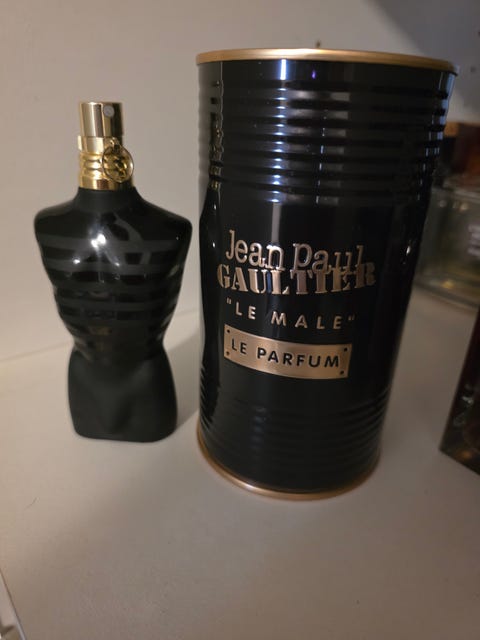 Jean Paul
GAULTIER
"LE MALE"
LE PARFUM